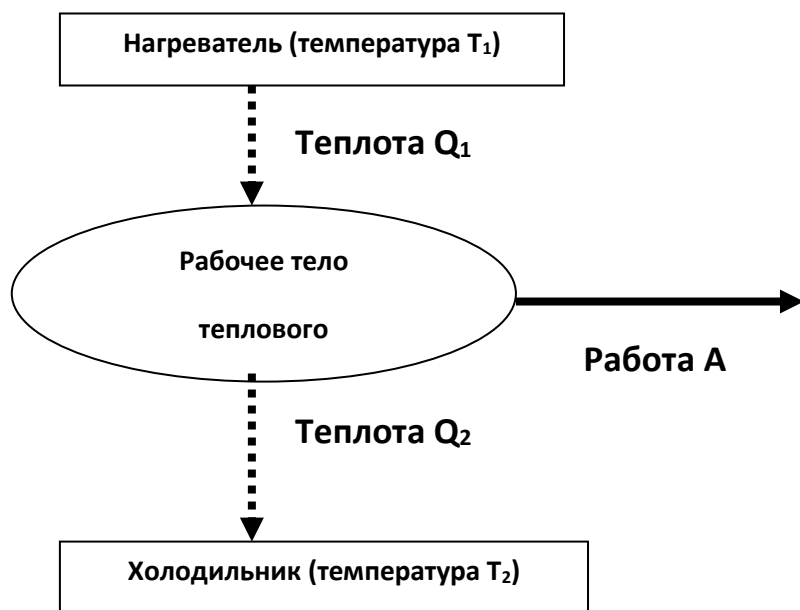 Нагреватель (температура T₁)
Теплота Q₁
Рабочее тело
теплового
Работа А
Теплота Q₂
Холодильник (температура T₂)